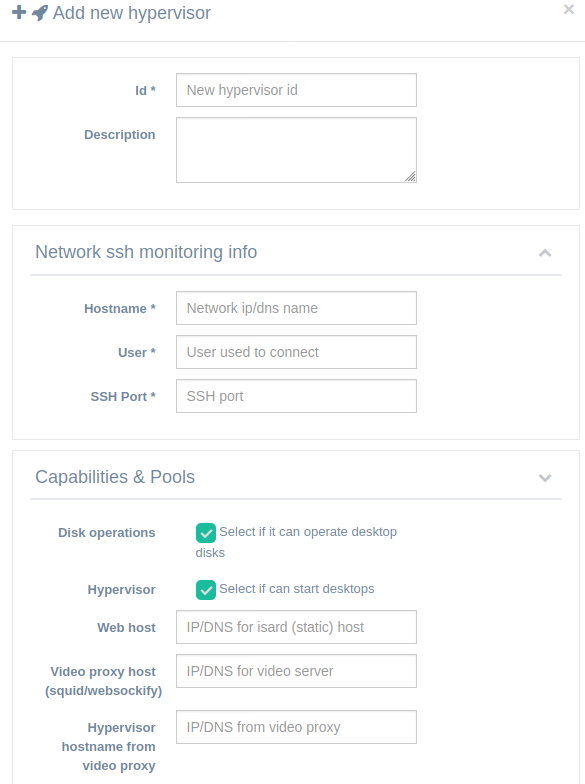 Add new hypervisor
×
Id *
New hypervisor id
Description
Network ssh monitoring info
Hostname *
Network ip/dns name
User *
User used to connect
SSH Port *
SSH port
Capabilities & Pools
Disk operations
Select if it can operate desktop
disks
Hypervisor
Select if can start desktops
Web host
IP/DNS for isard (static) host
Video proxy host
(squid/websockify)
IP/DNS for video server
Hypervisor
hostname from
video proxy
IP/DNS from video proxy